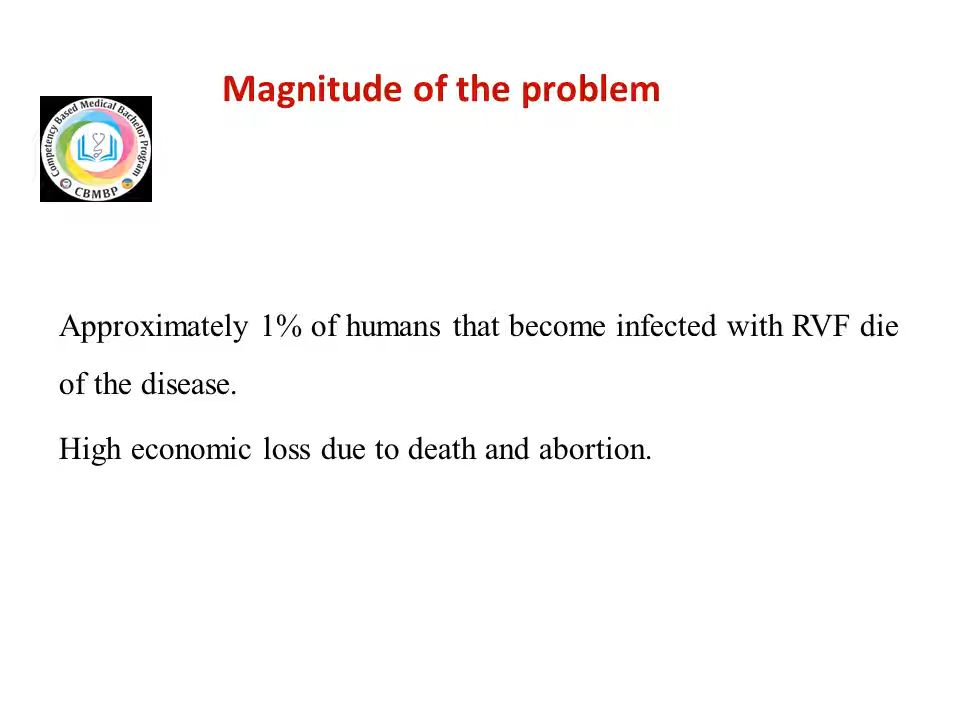 Magnitude of the problem
Competency Based Medical Bachelor Program
CBMBP
Approximately 1% of humans that become infected with RVF die
of the disease.
High economic loss due to death and abortion.